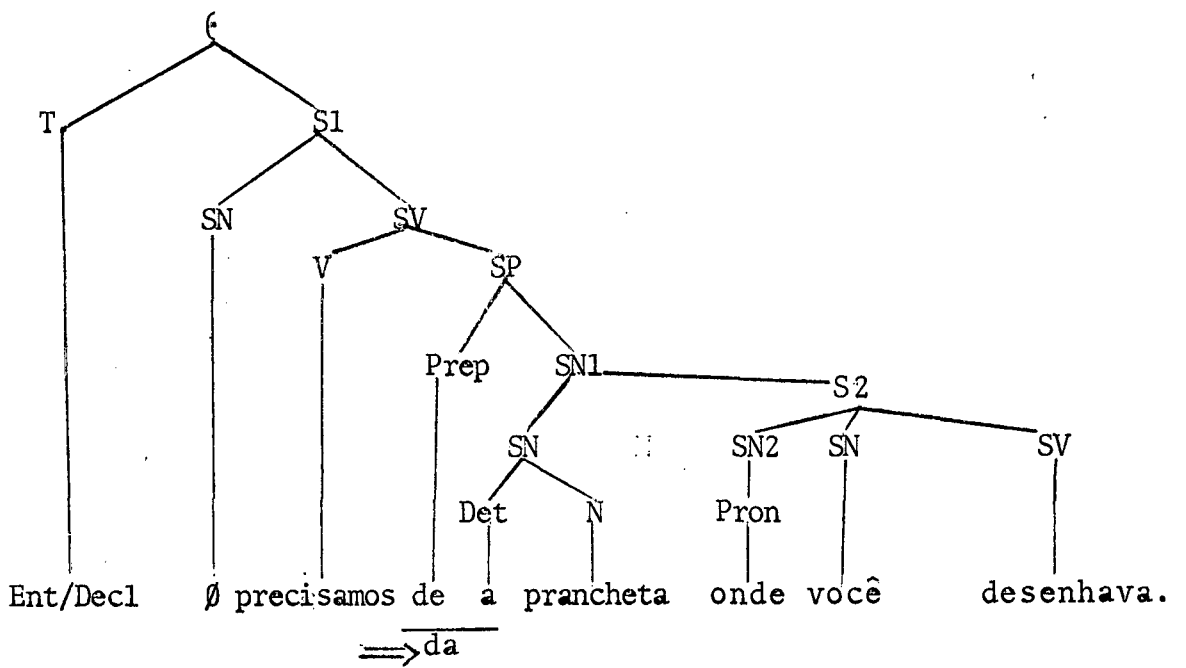 T S1
SN SV
V SP
Prep SN1 S2
SN SN2 SN SV
Det N Pron
Ent/Decl Ø precisamos de a prancheta onde você desenhava.
⟹ da